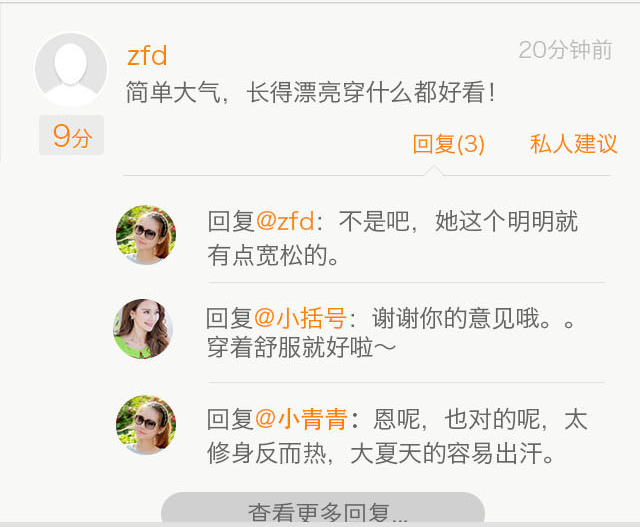 zfd
20分钟前
简单大气，长得漂亮穿什么都好看！
9分
回复(3)
私人建议
回复@zfd：不是吧，她这个明明就
有点宽松的。
回复@小括号：谢谢你的意见哦。。
穿着舒服就好啦～
回复@小青青：恩呢，也对的呢，太
修身反而热，大夏天的容易出汗。
查看更多回复...